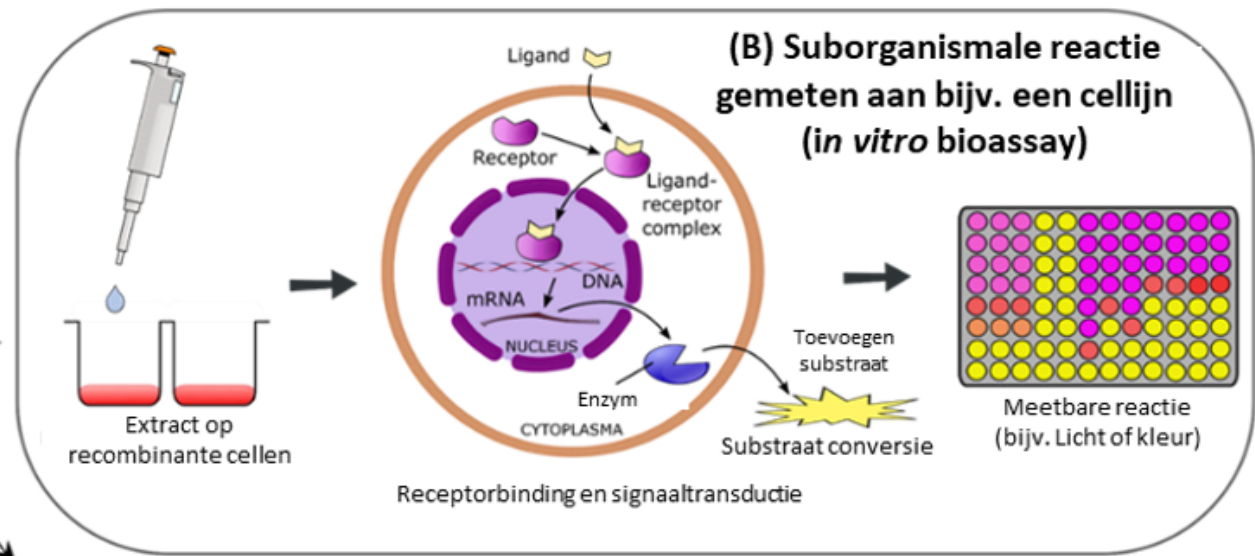 (B) Suborganismale reactie
gemeten aan bijv. een cellijn
(in vitro bioassay)
Extract op
recombinante cellen
Ligand
Receptor
Ligand-
receptor
complex
DNA
mRNA
NUCLEUS
Enzym
CYTOPLASMA
Toevoegen
substraat
Substraat conversie
Receptorbinding en signaaltransductie
Meetbare reactie
(bijv. Licht of kleur)